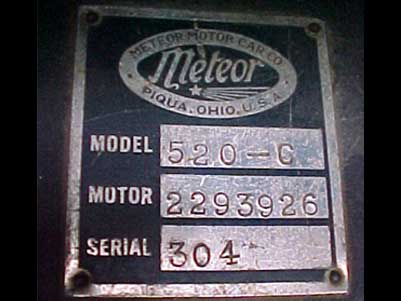 METEOR MOTOR CAR CO.
Meteor
PIQUA, OHIO, U.S.A.
MODEL 520-C
MOTOR 2293926
SERIAL 304